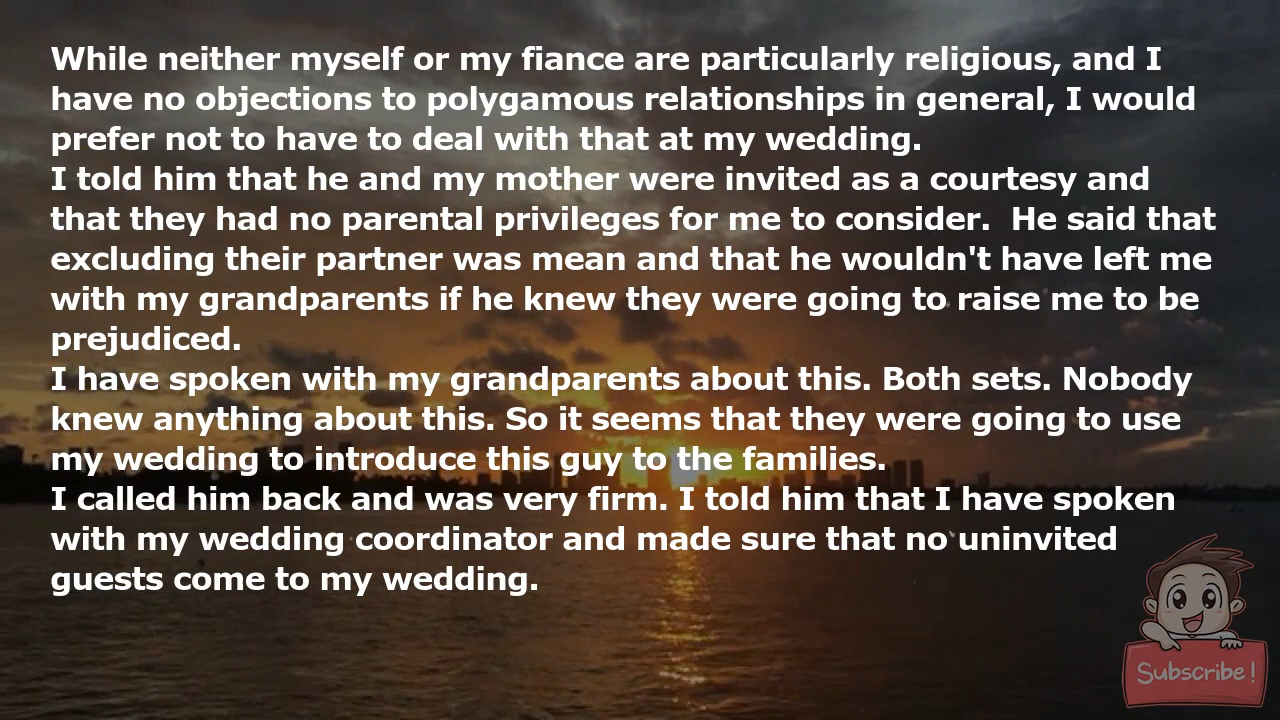 While neither myself or my fiance are particularly religious, and I
have no objections to polygamous relationships in general, I would
prefer not to have to deal with that at my wedding.
I told him that he and my mother were invited as a courtesy and
that they had no parental privileges for me to consider.  He said that
excluding their partner was mean and that he wouldn't have left me
with my grandparents if he knew they were going to raise me to be
prejudiced.
I have spoken with my grandparents about this. Both sets. Nobody
knew anything about this. So it seems that they were going to use
my wedding to introduce this guy to the families.
I called him back and was very firm. I told him that I have spoken
with my wedding coordinator and made sure that no uninvited
guests come to my wedding.
Subscribe!